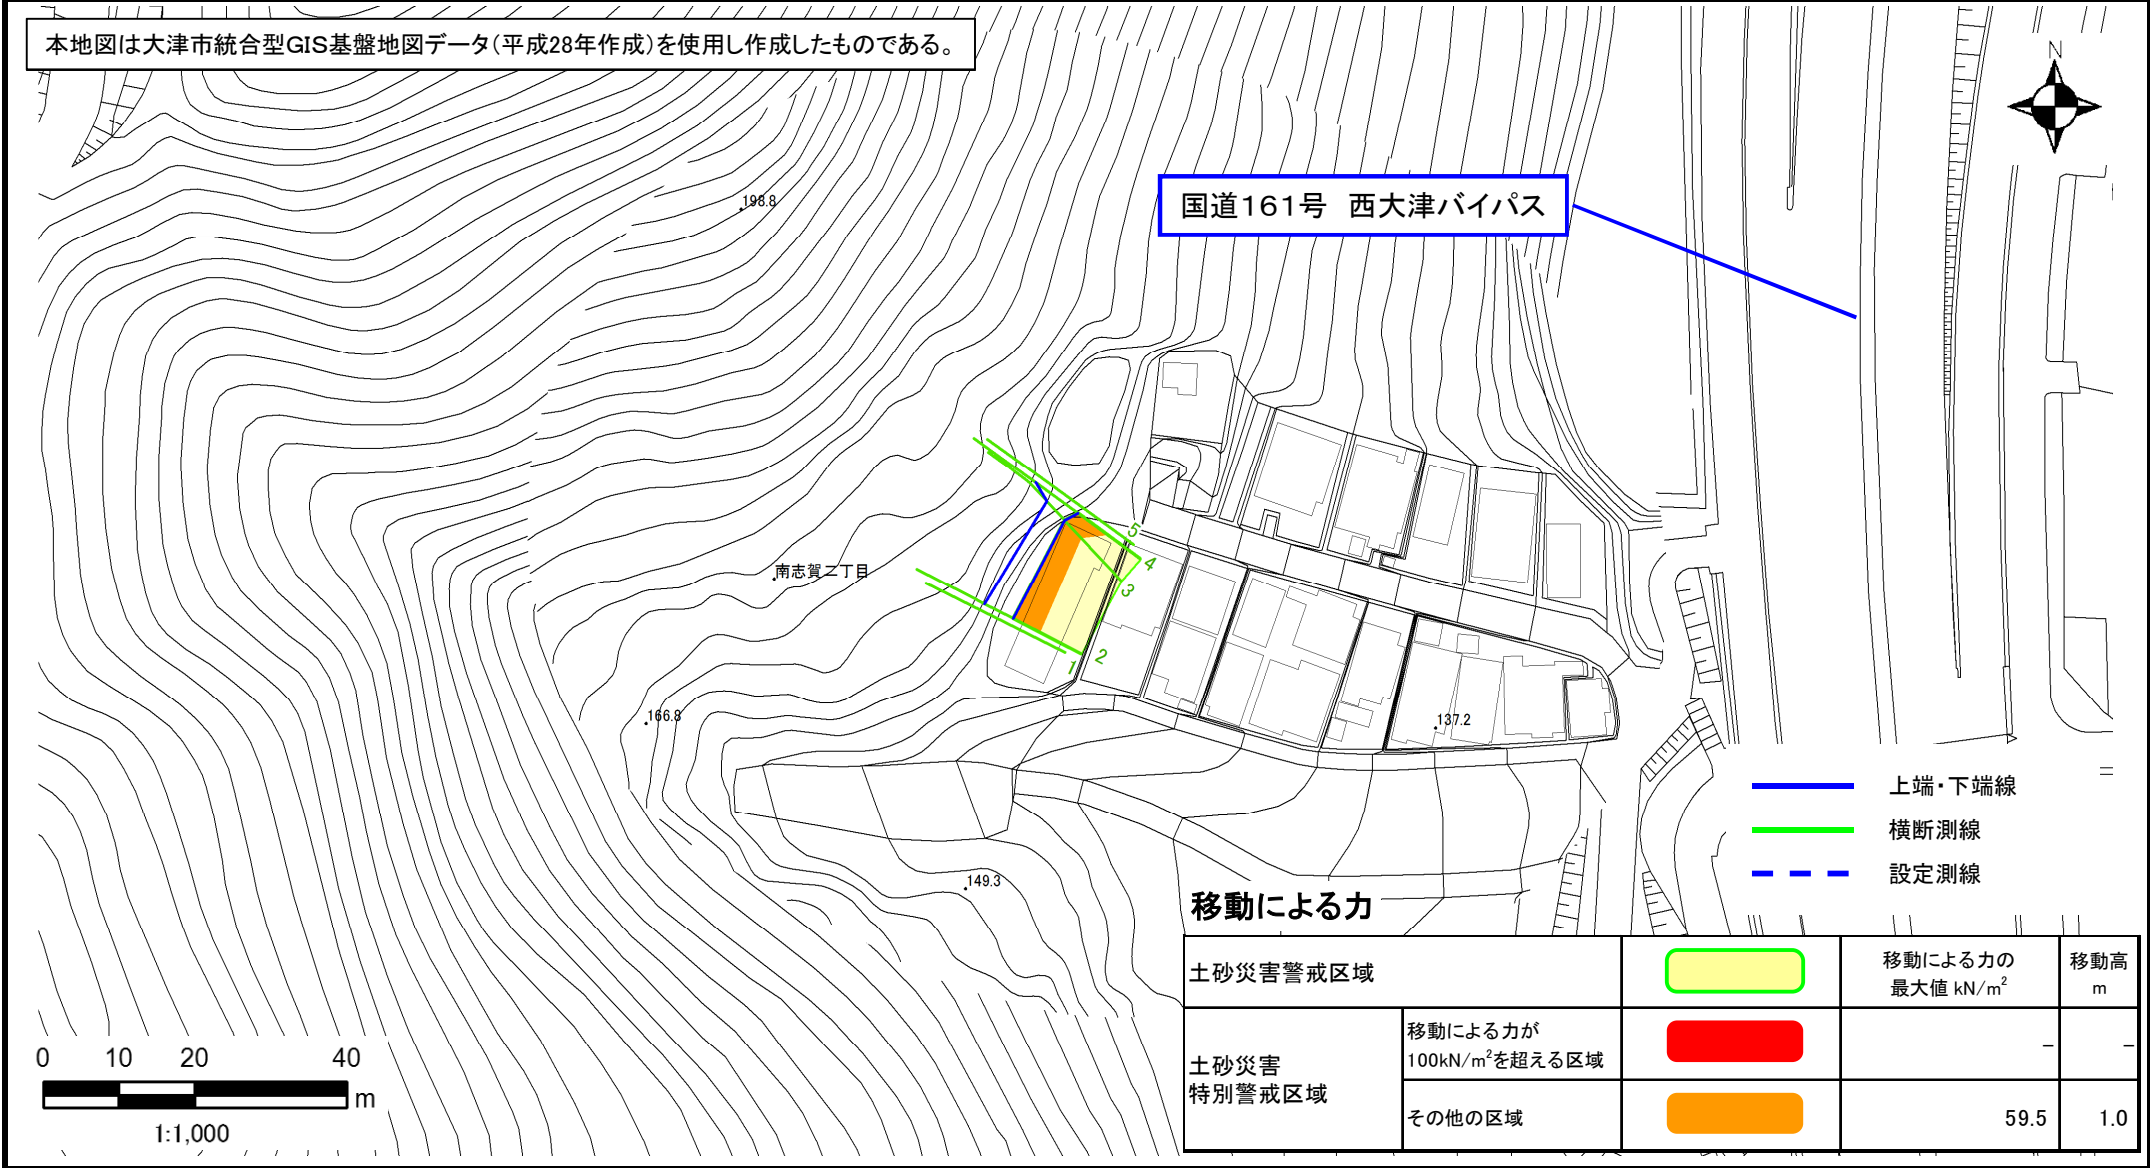 本地図は大津市統合型GIS基盤地図データ(平成28年作成)を使用し作成したものである。
N
198.8
国道161号 西大津バイパス
南志賀二丁目
5
4
3
2
1
166.8
137.2
149.3
上端・下端線
横断測線
設定測線
移動による力
土砂災害警戒区域
移動による力の
最大値 kN/m²
移動高
m
土砂災害
特別警戒区域
移動による力が
100kN/m²を超える区域
–
–
その他の区域
59.5
1.0
0 10 20 40
m
1:1,000